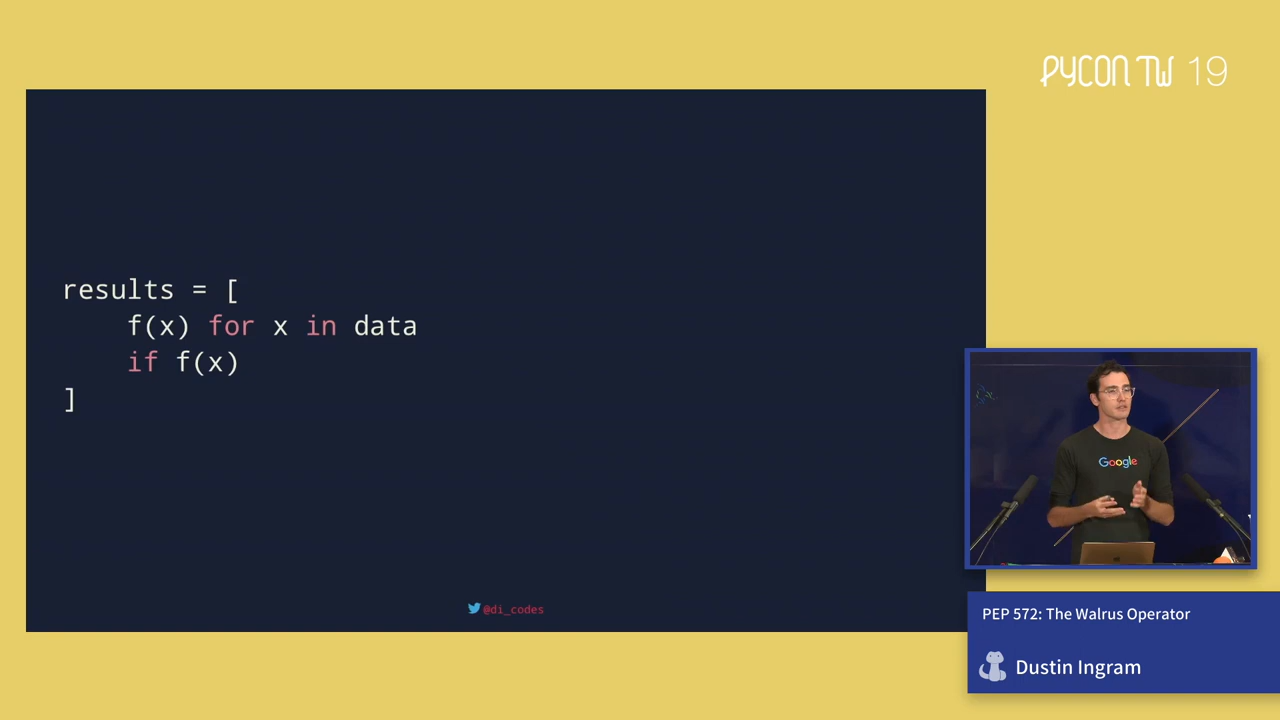 PYCON TW 19
results = [
    f(x) for x in data
    if f(x)
]
@di_codes
Google
PEP 572: The Walrus Operator
Dustin Ingram